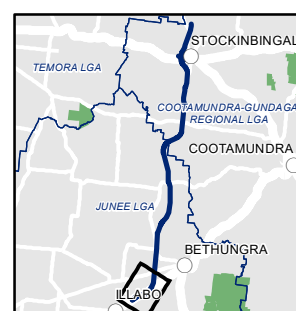 STOCKINBINGAL
TEMORA LGA
COOTAMUNDRA-GUNDAGA
REGIONAL LGA
COOTAMUNDRA
JUNEE LGA
BETHUNGRA
ILLABO